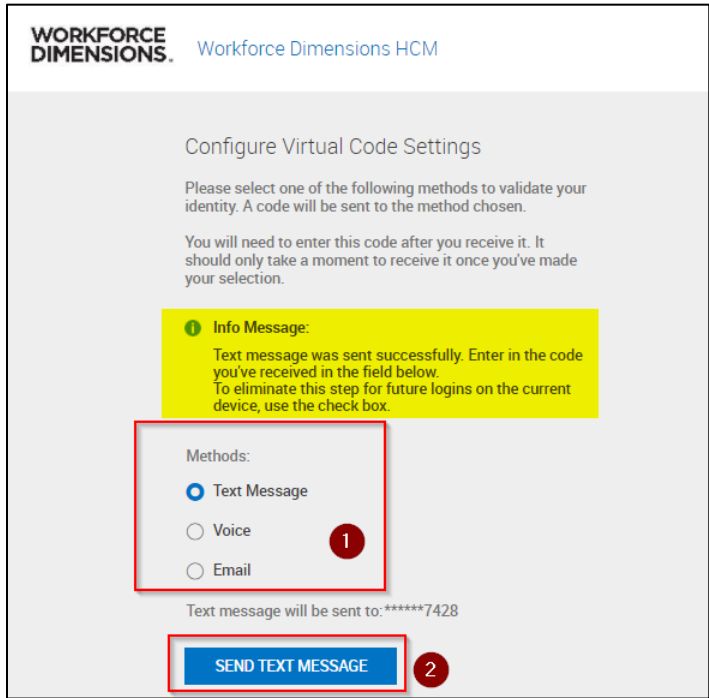 WORKFORCE
DIMENSIONS. Workforce Dimensions HCM
Configure Virtual Code Settings
Please select one of the following methods to validate your
identity. A code will be sent to the method chosen.
You will need to enter this code after you receive it. It
should only take a moment to receive it once you've made
your selection.
Info Message:
Text message was sent successfully. Enter in the code
you've received in the field below.
To eliminate this step for future logins on the current
device, use the check box.
Methods:
Text Message
Voice
1
Email
Text message will be sent to:******7428
SEND TEXT MESSAGE
2